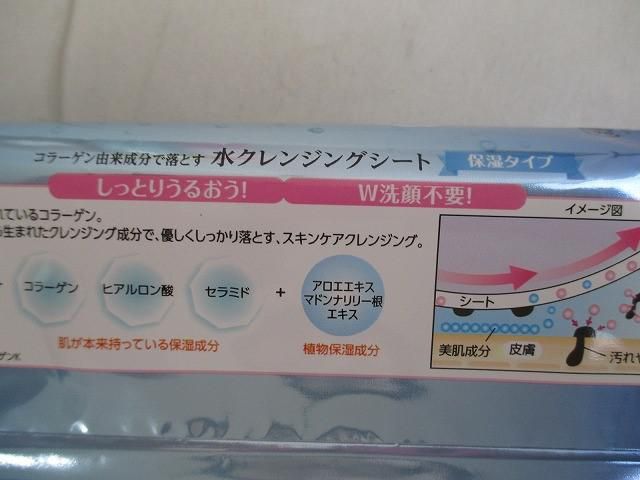 コラーゲン由来成分で落とす 水クレンジングシート 保湿タイプ
しっとりうるおう! W洗顔不要!
れているコラーゲン。
生まれたクレンジング成分で、優しくしっかり落とす、スキンケアクレンジング。
コラーゲン ヒアルロン酸 セラミド + アロエエキス
マドンナリリー根
エキス
肌が本来持っている保湿成分 植物保湿成分
イメージ図
シート
美肌成分 皮膚 汚れや